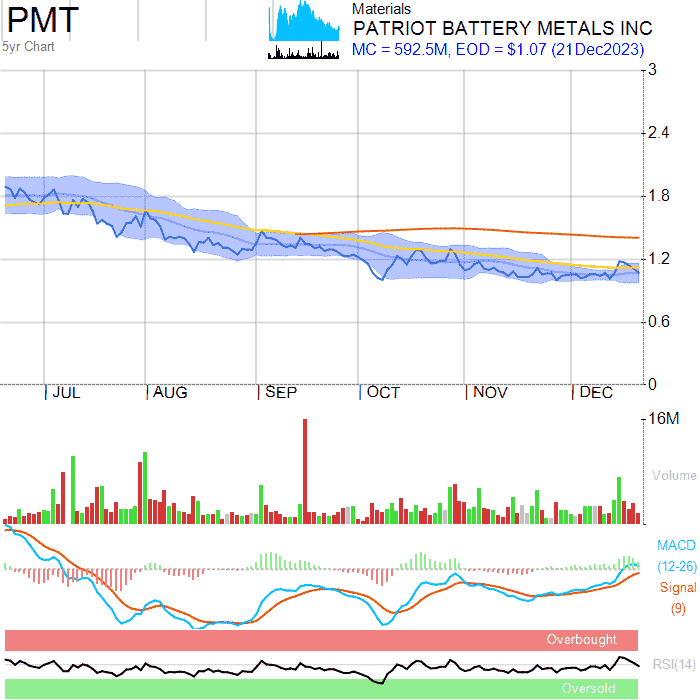 PMT
5yr Chart
Materials
PATRIOT BATTERY METALS INC
MC = 592.5M, EOD = $1.07 (21Dec2023)
3
2.4
1.8
1.2
0.6
0
JUL AUG SEP OCT NOV DEC
16M
Volume
MACD
(12-26)
Signal
(9)
Overbought
RSI(14)
Oversold